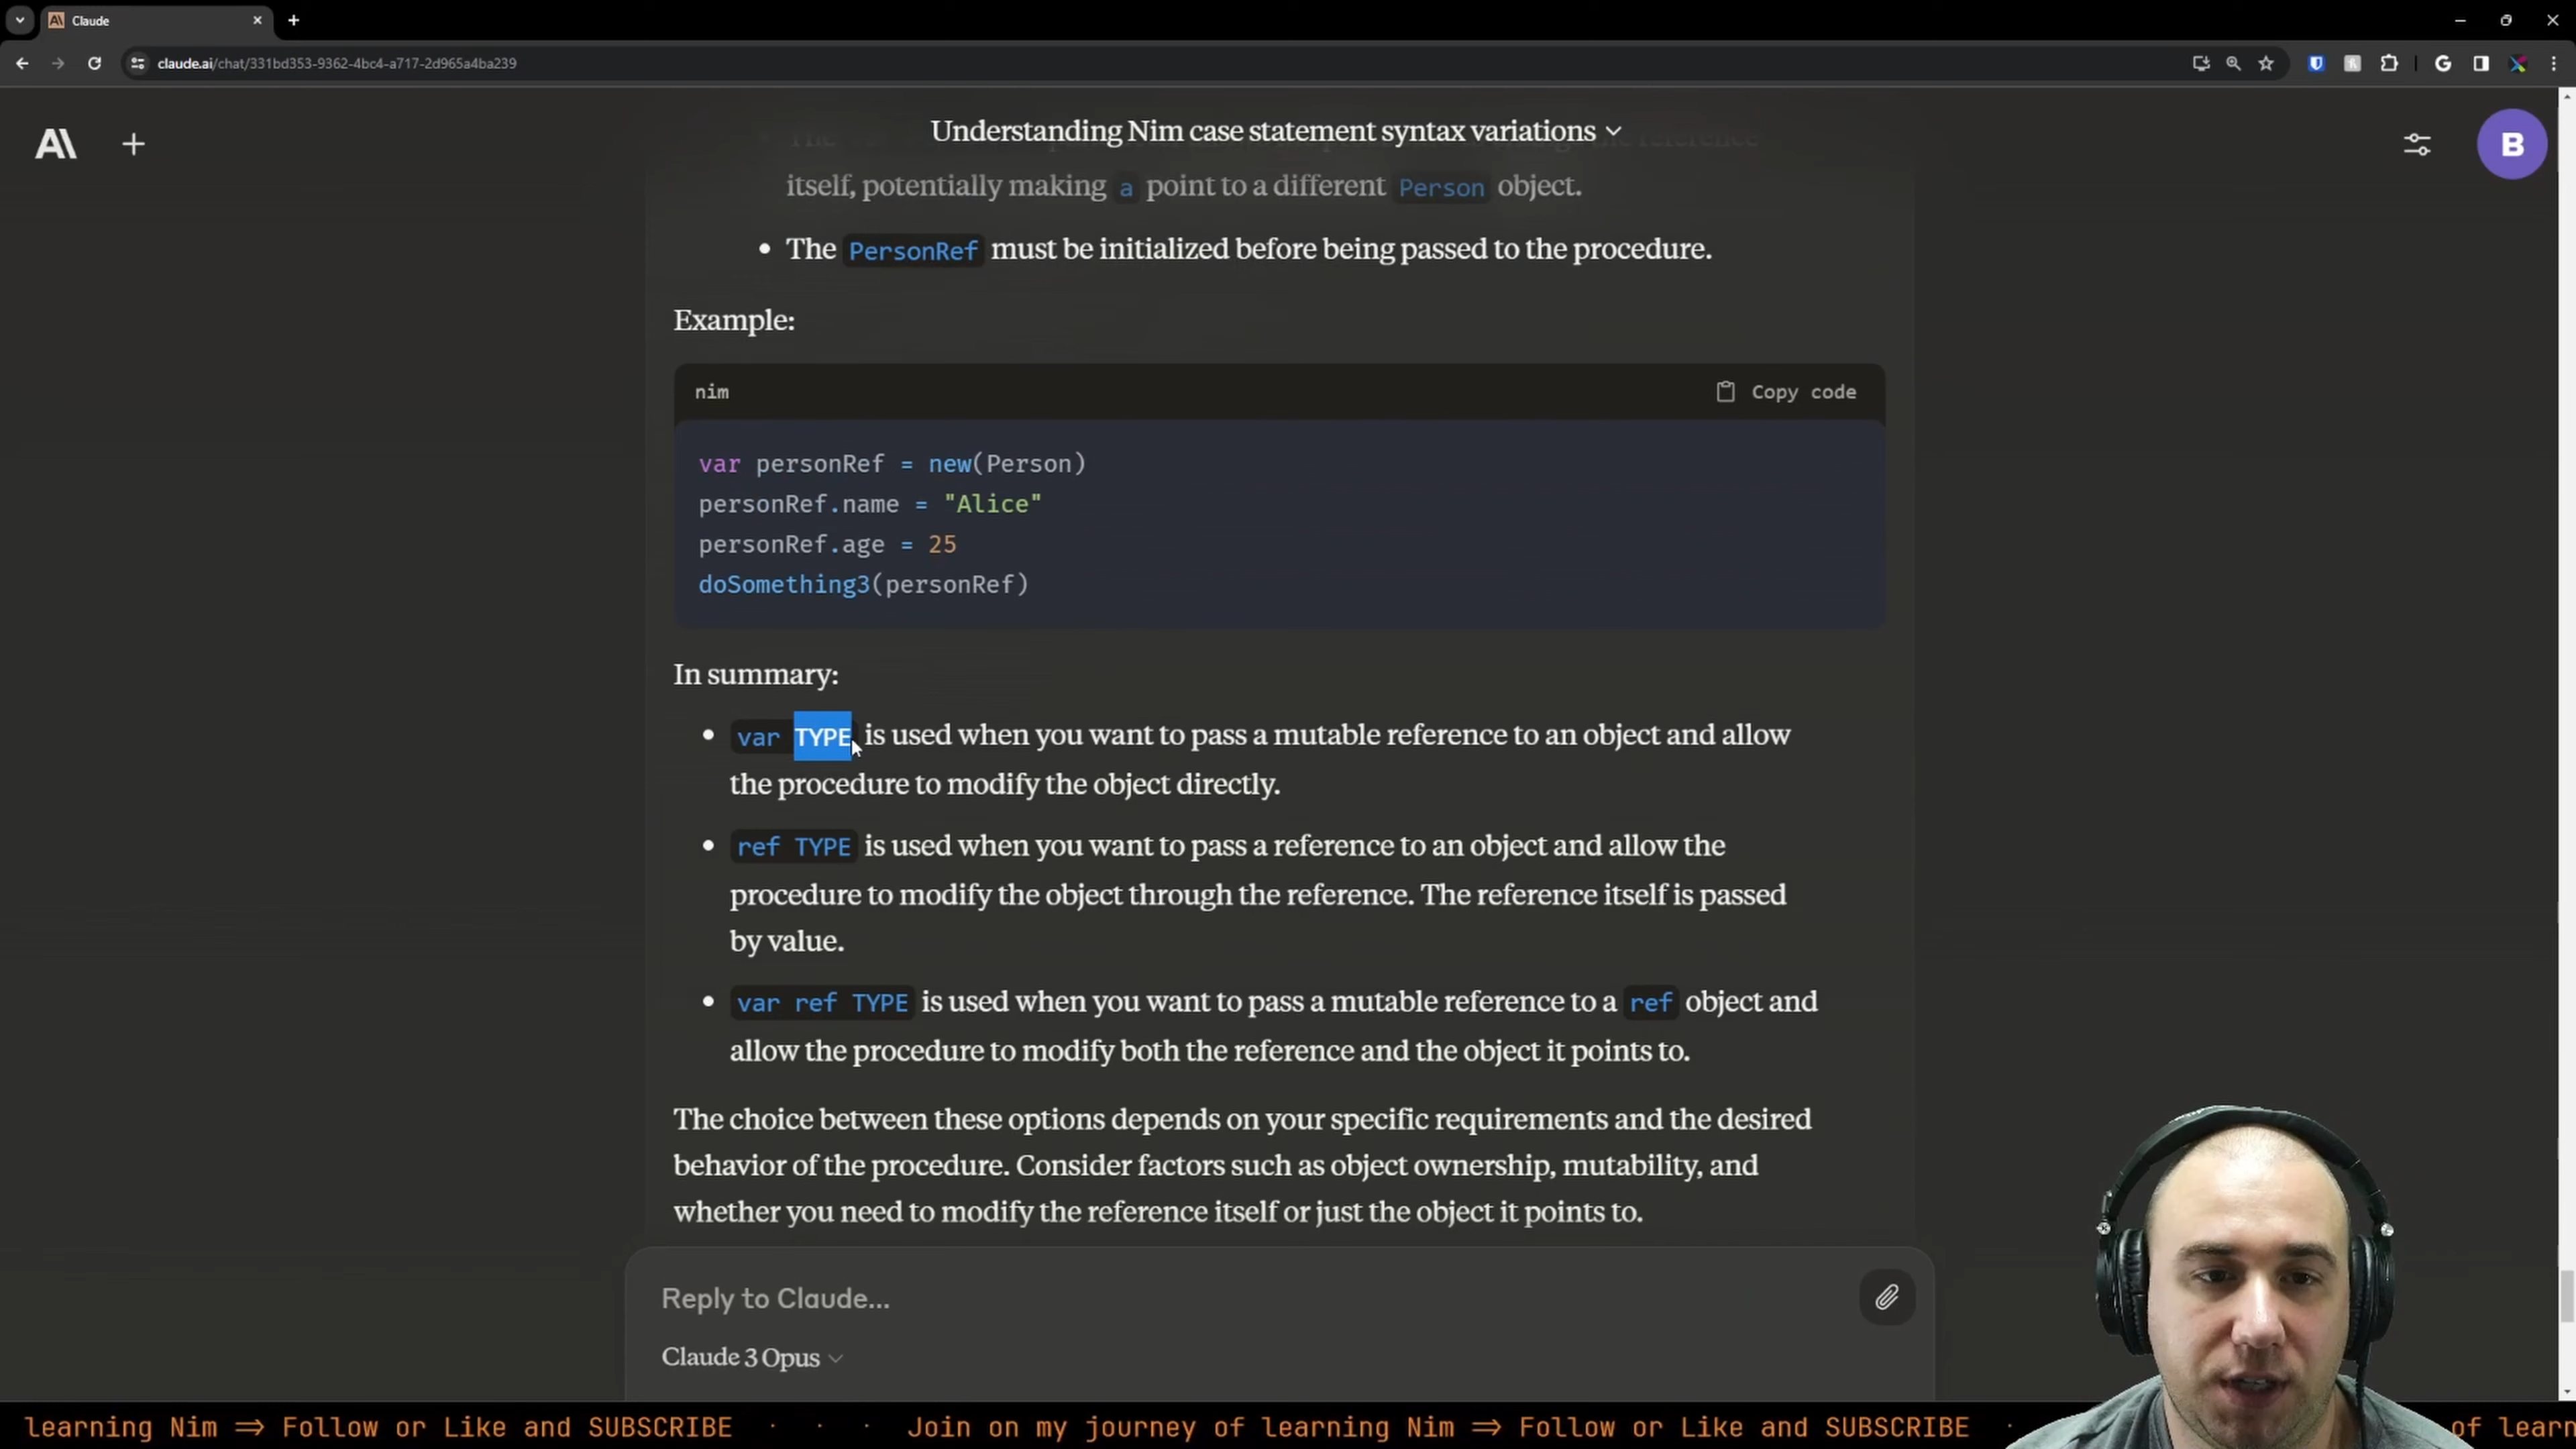 Claude
claude.ai/chat/331bd353-9362-4bc4-a717-2d965a4ba239
Understanding Nim case statement syntax variations
B
itself, potentially making a point to a different Person object.
• The PersonRef must be initialized before being passed to the procedure.
Example:
nim
Copy code
var personRef = new(Person)
personRef.name = "Alice"
personRef.age = 25
doSomething3(personRef)
In summary:
• var TYPE is used when you want to pass a mutable reference to an object and allow
the procedure to modify the object directly.
• ref TYPE is used when you want to pass a reference to an object and allow the
procedure to modify the object through the reference. The reference itself is passed
by value.
• var ref TYPE is used when you want to pass a mutable reference to a ref object and
allow the procedure to modify both the reference and the object it points to.
The choice between these options depends on your specific requirements and the desired
behavior of the procedure. Consider factors such as object ownership, mutability, and
whether you need to modify the reference itself or just the object it points to.
Reply to Claude...
Claude 3 Opus
learning Nim => Follow or Like and SUBSCRIBE · · · Join on my journey of learning Nim => Follow or Like and SUBSCRIBE · of learn